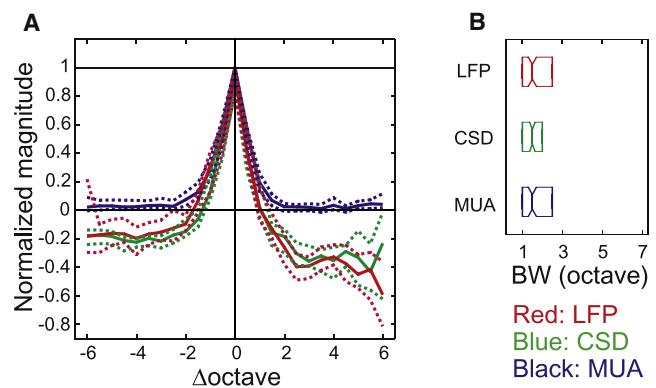 A
B
Normalized magnitude
1
0.8
0.6
0.4
0.2
0
-0.2
-0.4
-0.6
-0.8
-6 -4 -2 0 2 4 6
Δoctave
LFP
CSD
MUA
1 3 5 7
BW (octave)
Red: LFP
Blue: CSD
Black: MUA